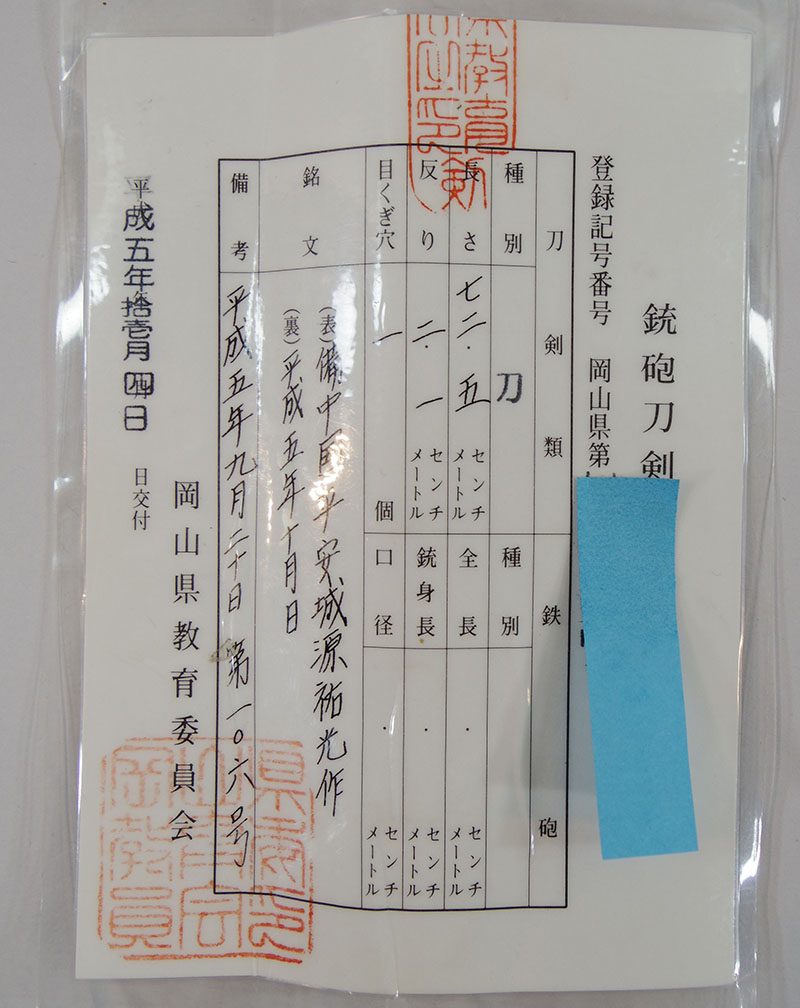 銃砲刀剣
登録記号番号 岡山県第
刀剣類
鉄砲
種別 刀
長さ 七二.五 センチメートル
反り 二.一 センチメートル
目くぎ穴 一 個
種別
全長 . センチメートル
銃身長 . センチメートル
口径 . センチメートル
銘文 (表)備中国平安城源祐光作
(裏)平成五年十月日
備考 平成五年九月二十日 第一〇六号
平成五年拾壱月四日
日交付
岡山県教育委員会